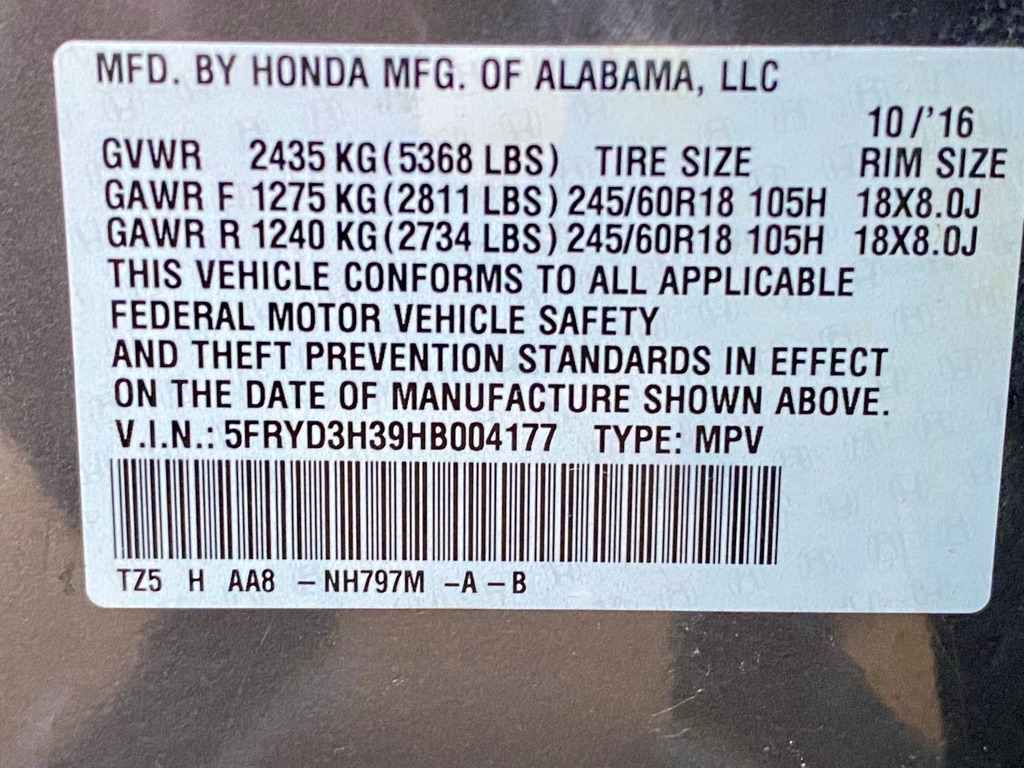 MFD. BY HONDA MFG. OF ALABAMA, LLC
10/'16
GVWR 2435 KG (5368 LBS) TIRE SIZE RIM SIZE
GAWR F 1275 KG (2811 LBS) 245/60R18 105H 18X8.0J
GAWR R 1240 KG (2734 LBS) 245/60R18 105H 18X8.0J
THIS VEHICLE CONFORMS TO ALL APPLICABLE
FEDERAL MOTOR VEHICLE SAFETY
AND THEFT PREVENTION STANDARDS IN EFFECT
ON THE DATE OF MANUFACTURE SHOWN ABOVE.
V.I.N.: 5FRYD3H39HB004177 TYPE: MPV
TZ5 H AA8 – NH797M –A – B